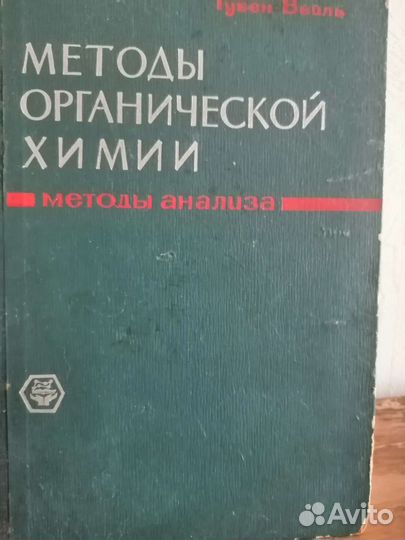 Губен Вейль
МЕТОДЫ
ОРГАНИЧЕСКОЙ
ХИМИИ
МЕТОДЫ АНАЛИЗА
Avito